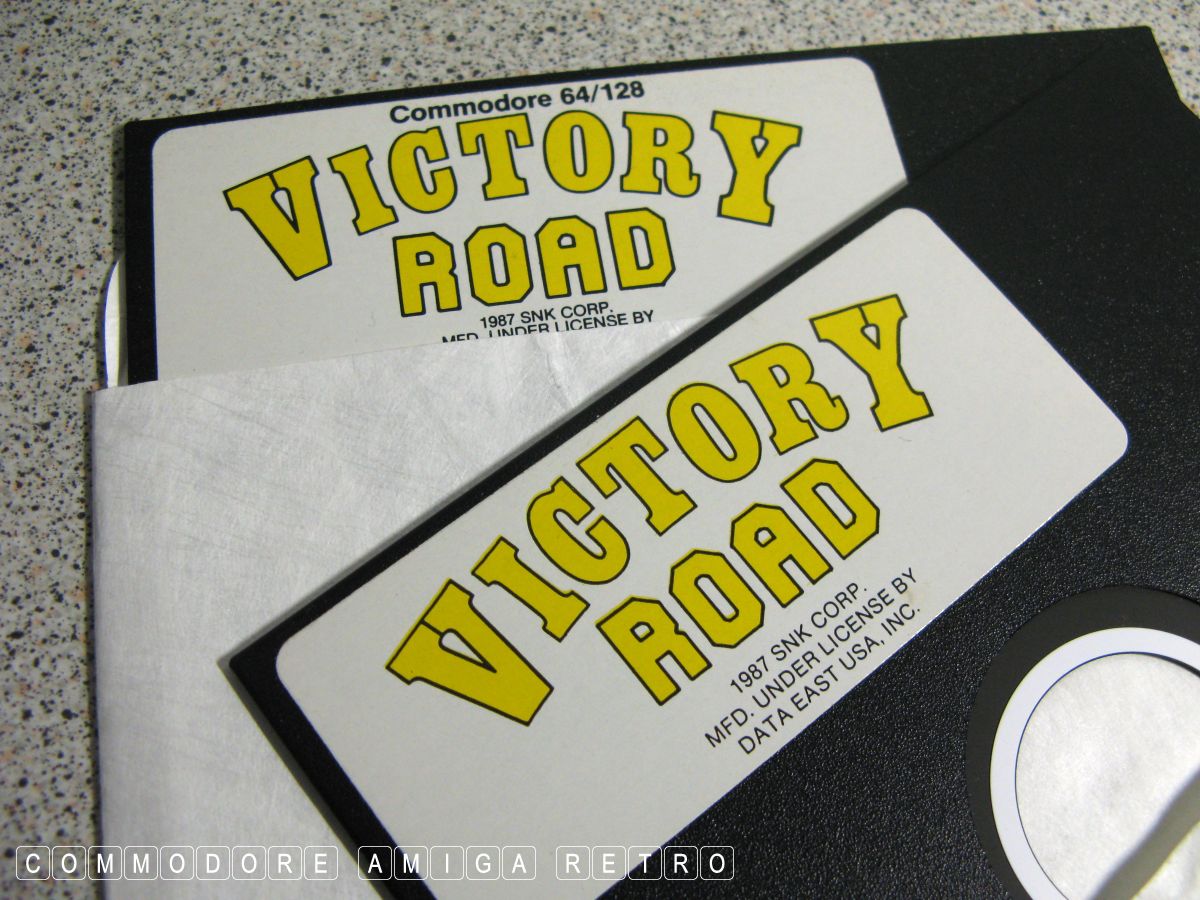 Commodore 64/128
VICTORY
ROAD
1987 SNK CORP.
MFD. UNDER LICENSE BY
VICTORY
ROAD
1987 SNK CORP.
MFD. UNDER LICENSE BY
DATA EAST USA, INC.
COMMODORE AMIGA RETRO